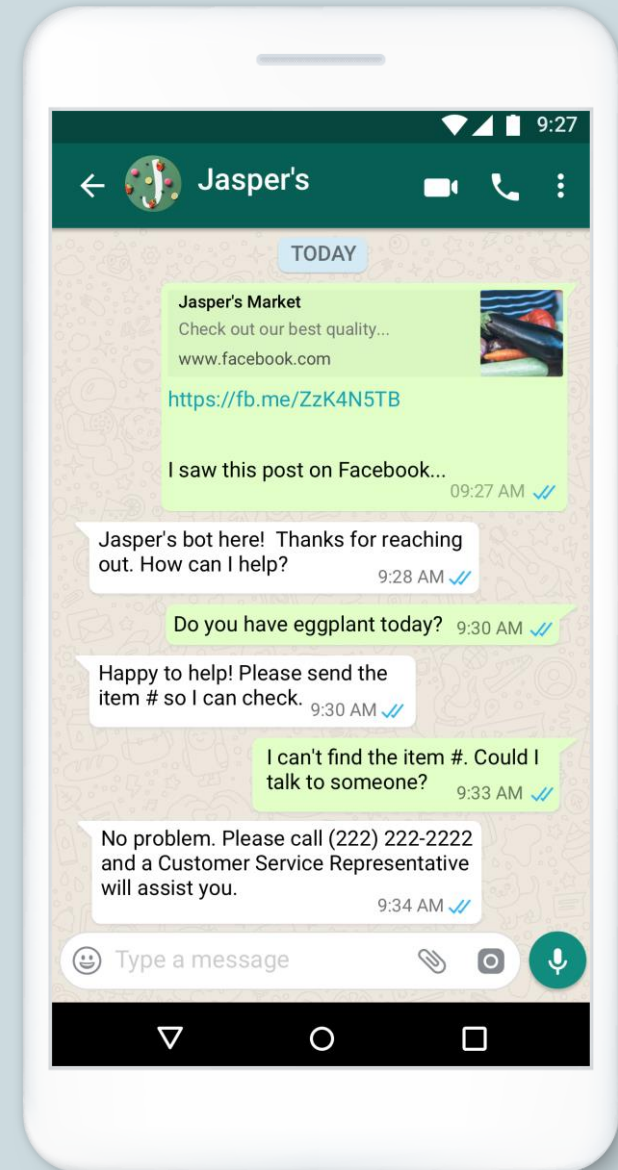 9:27
Jasper's
TODAY
Jasper's Market
Check out our best quality...
www.facebook.com
https://fb.me/ZzK4N5TB
I saw this post on Facebook...
09:27 AM
Jasper's bot here!  Thanks for reaching
out. How can I help?
9:28 AM
Do you have eggplant today? 9:30 AM
Happy to help! Please send the
item # so I can check. 9:30 AM
I can't find the item #. Could I
talk to someone?
9:33 AM
No problem. Please call (222) 222-2222
and a Customer Service Representative
will assist you.
9:34 AM
Type a message